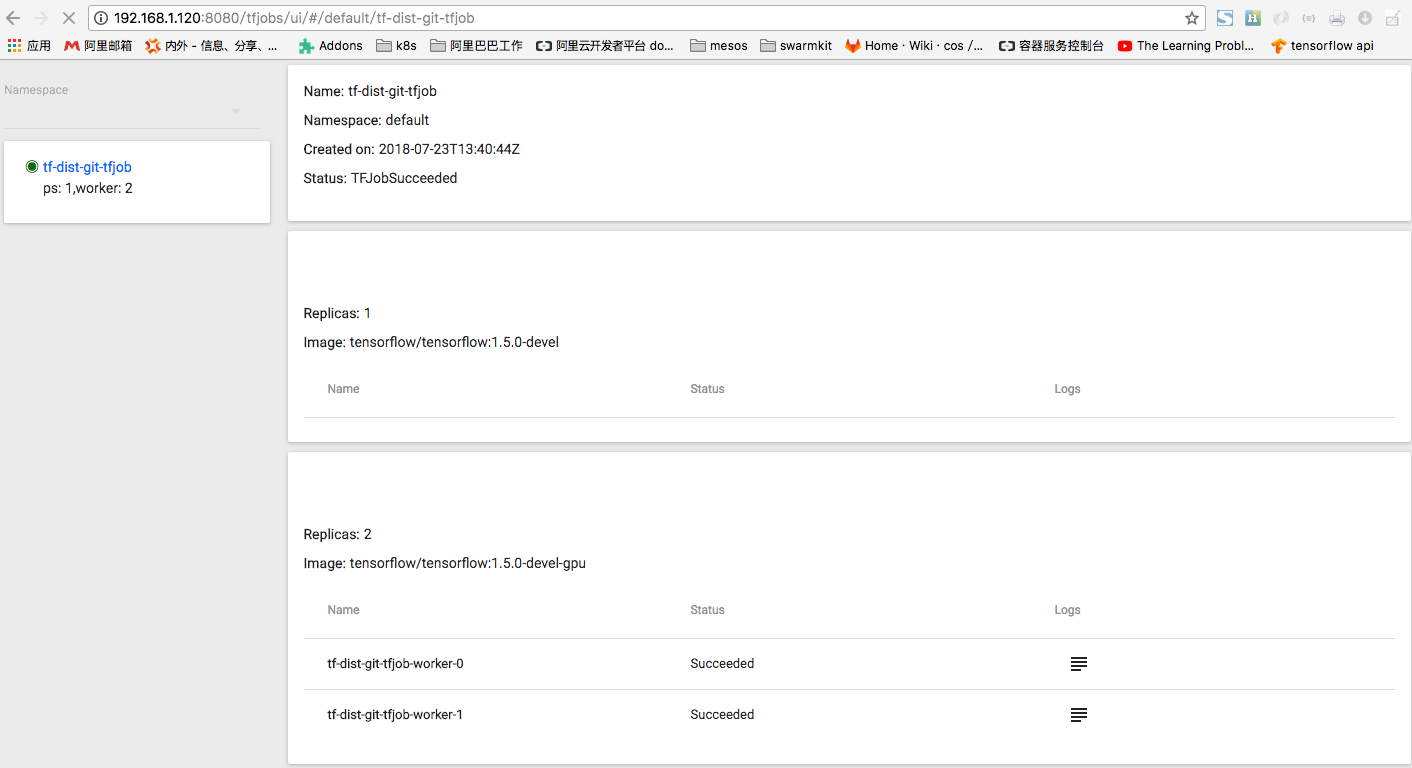 192.168.1.120:8080/tfjobs/ui/#/default/tf-dist-git-tfjob
应用 阿里邮箱 内外 - 信息、分享、... Addons k8s 阿里巴巴工作 阿里云开发者平台 do... mesos swarmkit Home · Wiki · cos /... 容器服务控制台 The Learning Probl... tensorflow api
Namespace
tf-dist-git-tfjob
ps: 1,worker: 2
Name: tf-dist-git-tfjob
Namespace: default
Created on: 2018-07-23T13:40:44Z
Status: TFJobSucceeded
Replicas: 1
Image: tensorflow/tensorflow:1.5.0-devel
Name Status Logs
Replicas: 2
Image: tensorflow/tensorflow:1.5.0-devel-gpu
Name Status Logs
tf-dist-git-tfjob-worker-0 Succeeded
tf-dist-git-tfjob-worker-1 Succeeded